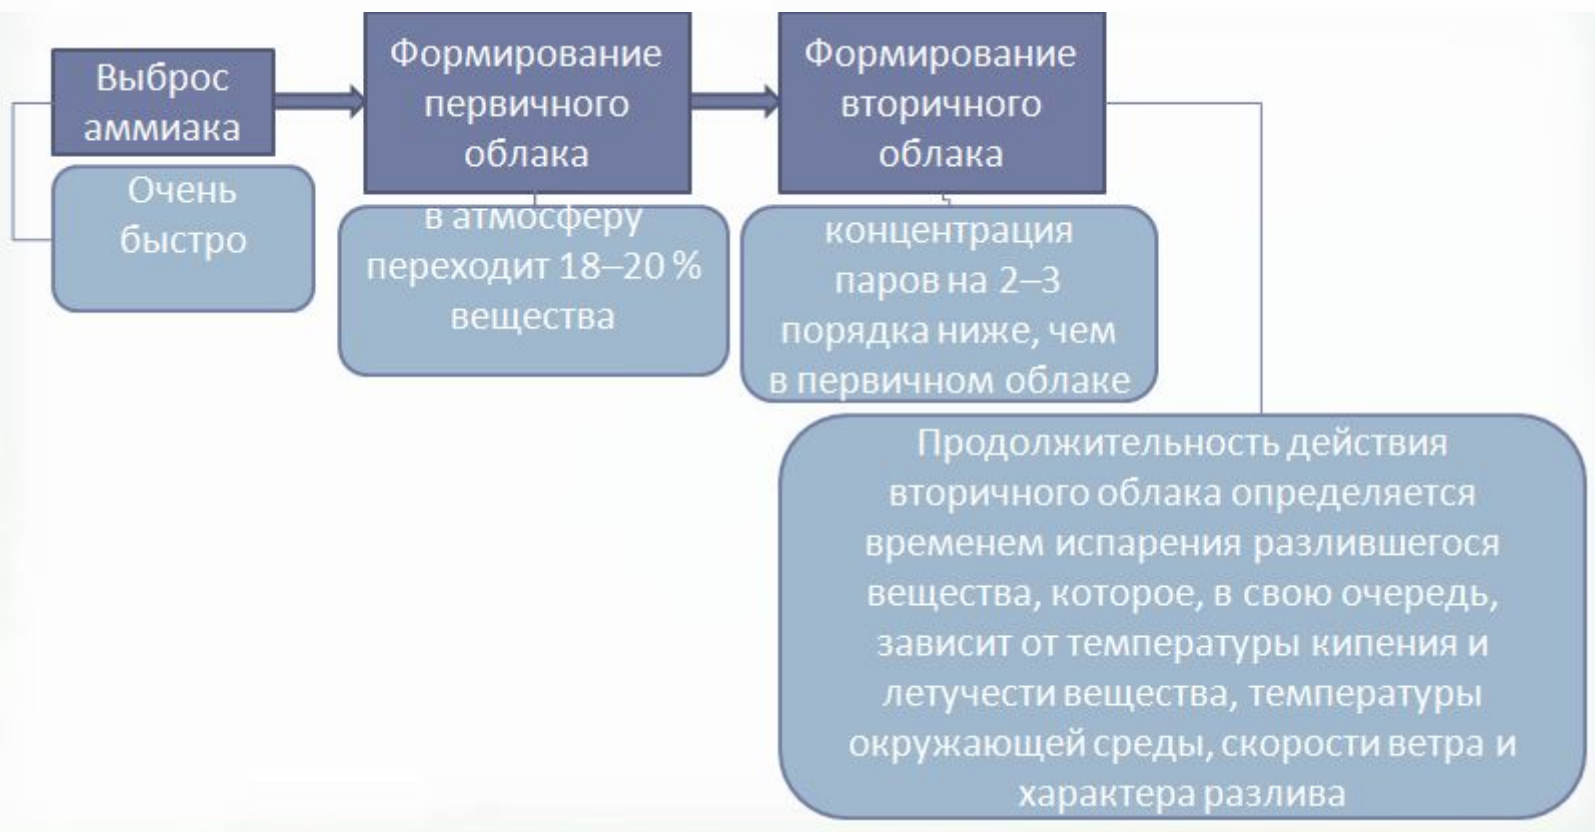 Выброс
аммиака
Очень
быстро
Формирование
первичного
облака
в атмосферу
переходит 18–20 %
вещества
Формирование
вторичного
облака
концентрация
паров на 2–3
порядка ниже, чем
в первичном облаке
Продолжительность действия
вторичного облака определяется
временем испарения разлившегося
вещества, которое, в свою очередь,
зависит от температуры кипения и
летучести вещества, температуры
окружающей среды, скорости ветра и
характера разлива